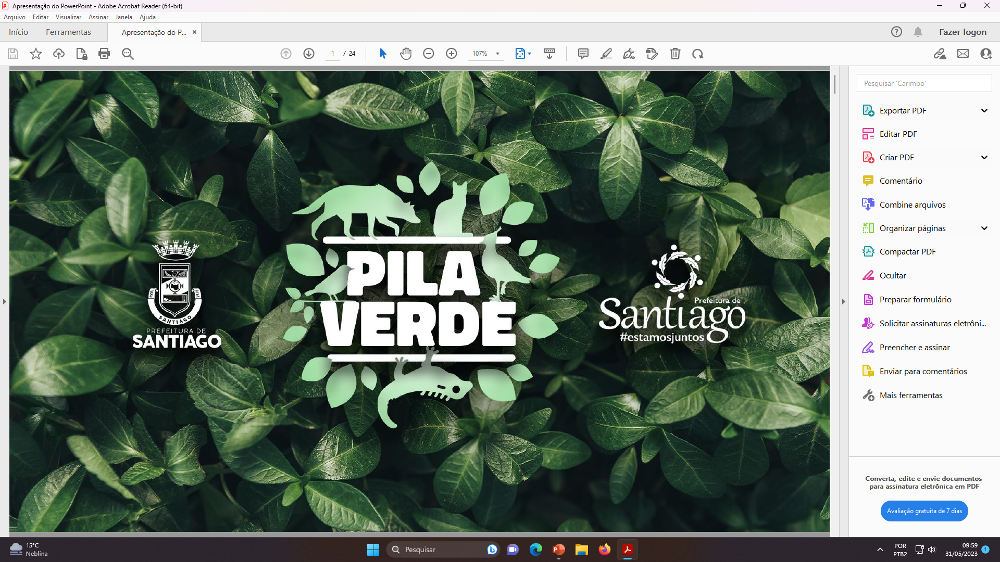 Apresentação do PowerPoint - Adobe Acrobat Reader (64-bit)
Arquivo Editar Visualizar Assinar Janela Ajuda
Início Ferramentas Apresentação do P... Fazer logon
1 / 24 107%
PILA
VERDE
PREFEITURA DE
SANTIAGO
SANTIAGO
Prefeitura de
Santiago
#estamosjuntos
Pesquisar 'Carimbo'
Exportar PDF
Editar PDF
Criar PDF
Comentário
Combine arquivos
Organizar páginas
Compactar PDF
Ocultar
Preparar formulário
Solicitar assinaturas eletrôni...
Preencher e assinar
Enviar para comentários
Mais ferramentas
Converta, edite e envie documentos
para assinatura eletrônica em PDF
Avaliação gratuita de 7 dias
15°C
Neblina
Pesquisar
POR
PTB2
09:59
31/05/2023
1